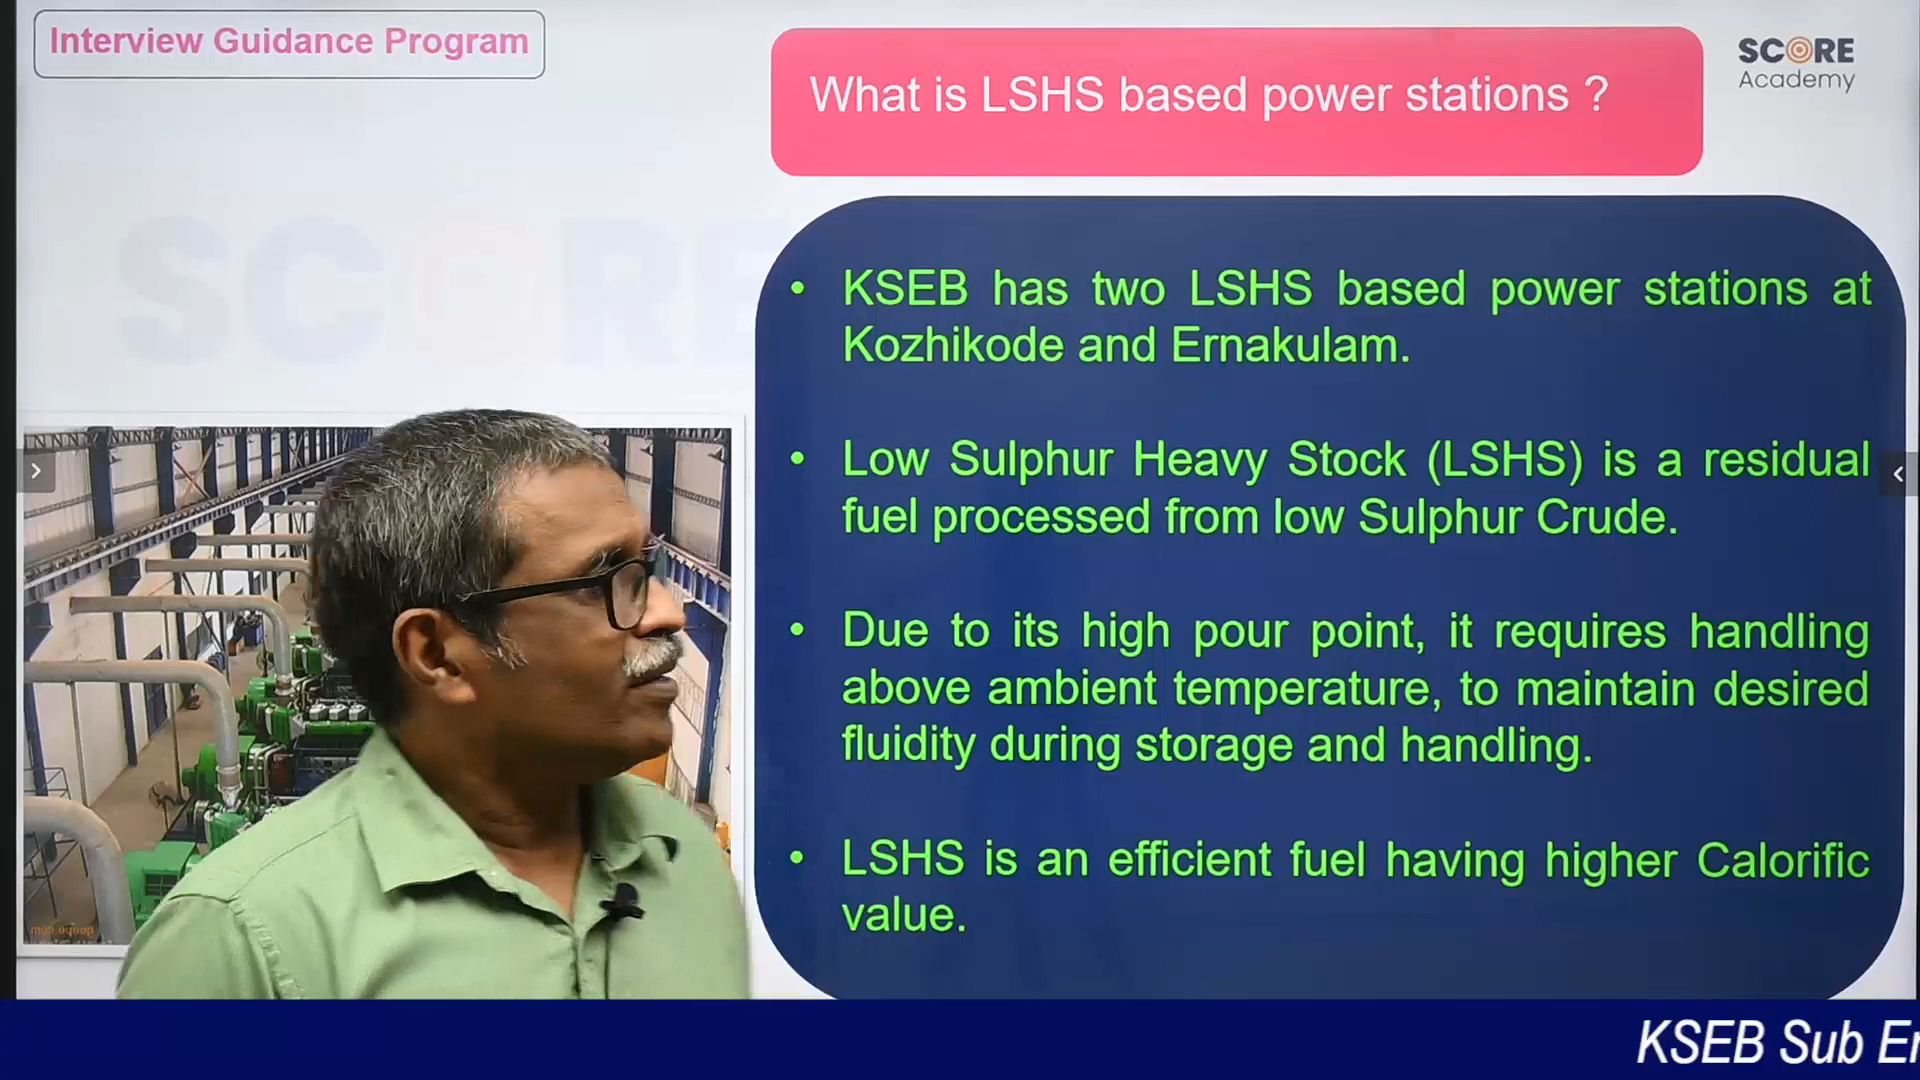 Interview Guidance Program
What is LSHS based power stations ?
SCORE
Academy
SCORE
• KSEB has two LSHS based power stations at
Kozhikode and Ernakulam.
• Low Sulphur Heavy Stock (LSHS) is a residual
fuel processed from low Sulphur Crude.
• Due to its high pour point, it requires handling
above ambient temperature, to maintain desired
fluidity during storage and handling.
• LSHS is an efficient fuel having higher Calorific
value.
KSEB Sub En